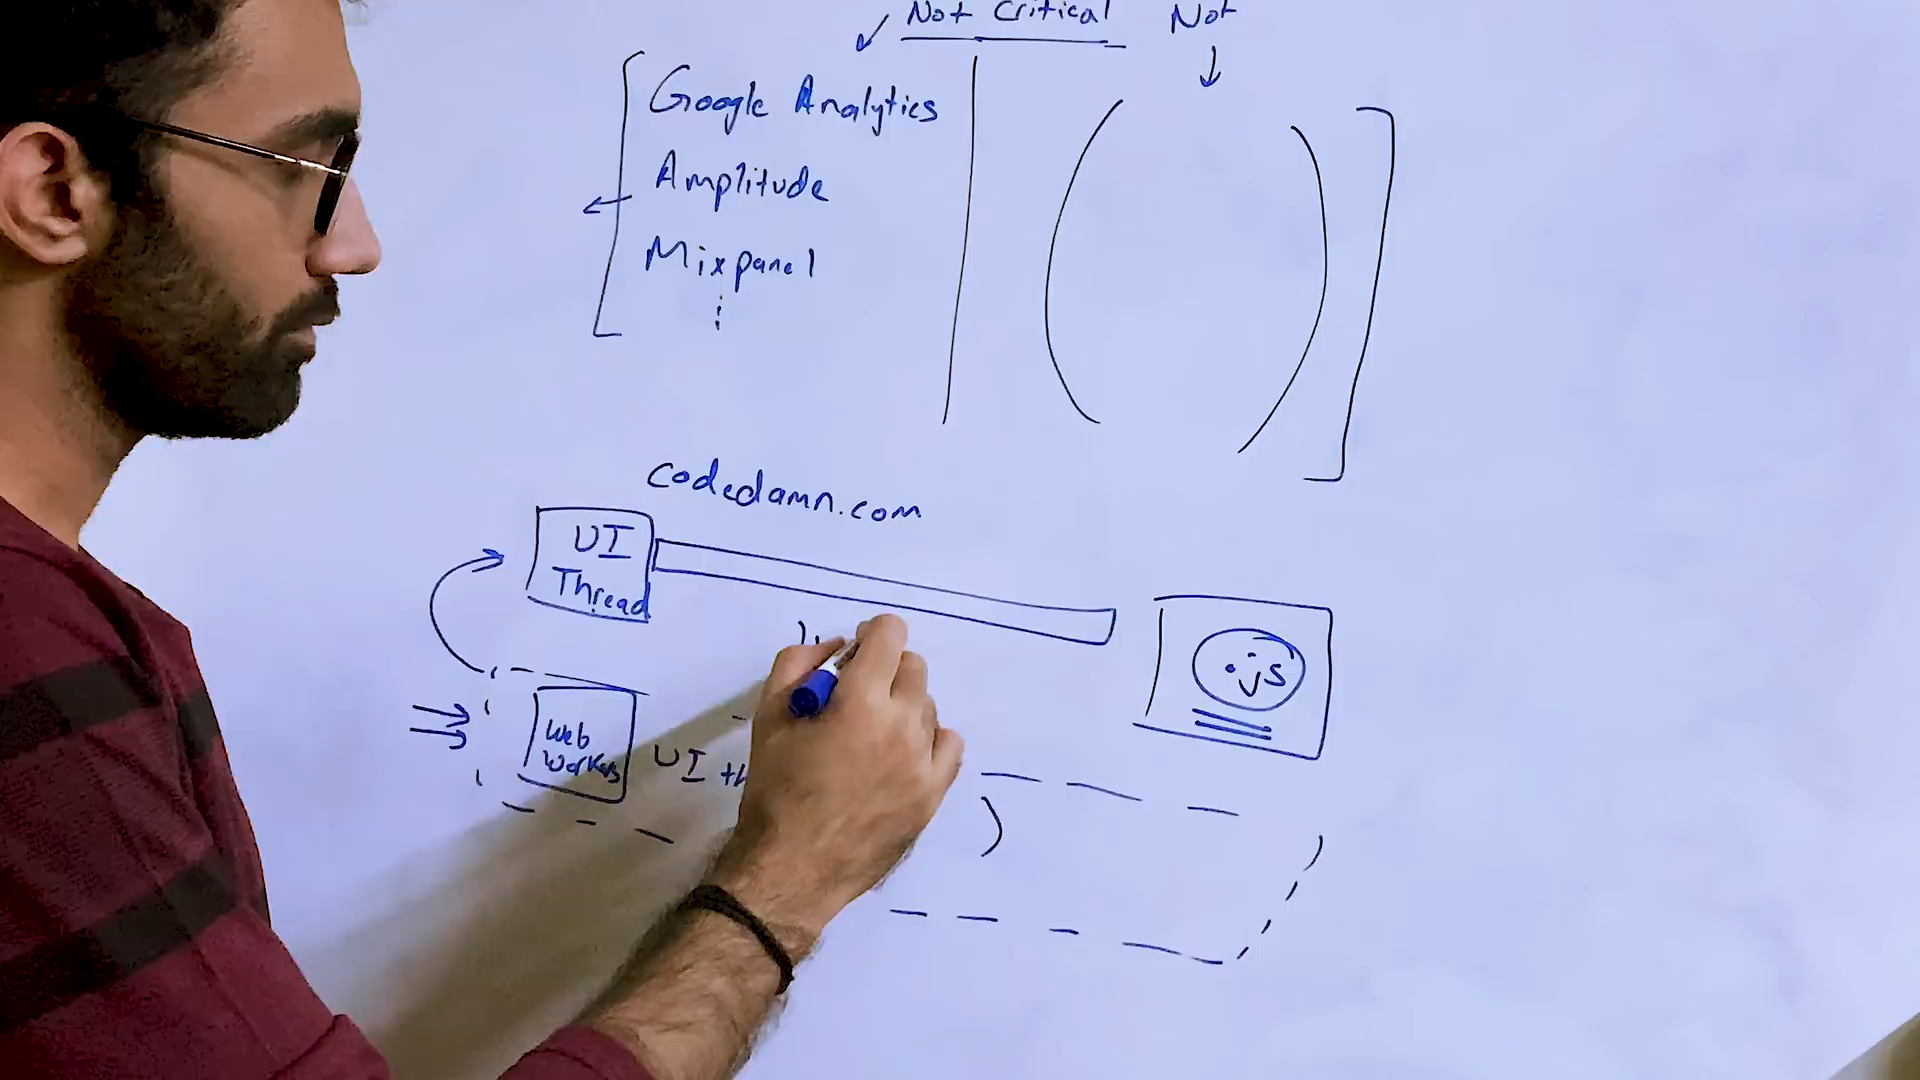 Not Critical Not
Google Analytics
Amplitude
Mixpanel
codedamn.com
UI
Thread
js
Web
Workers
UI